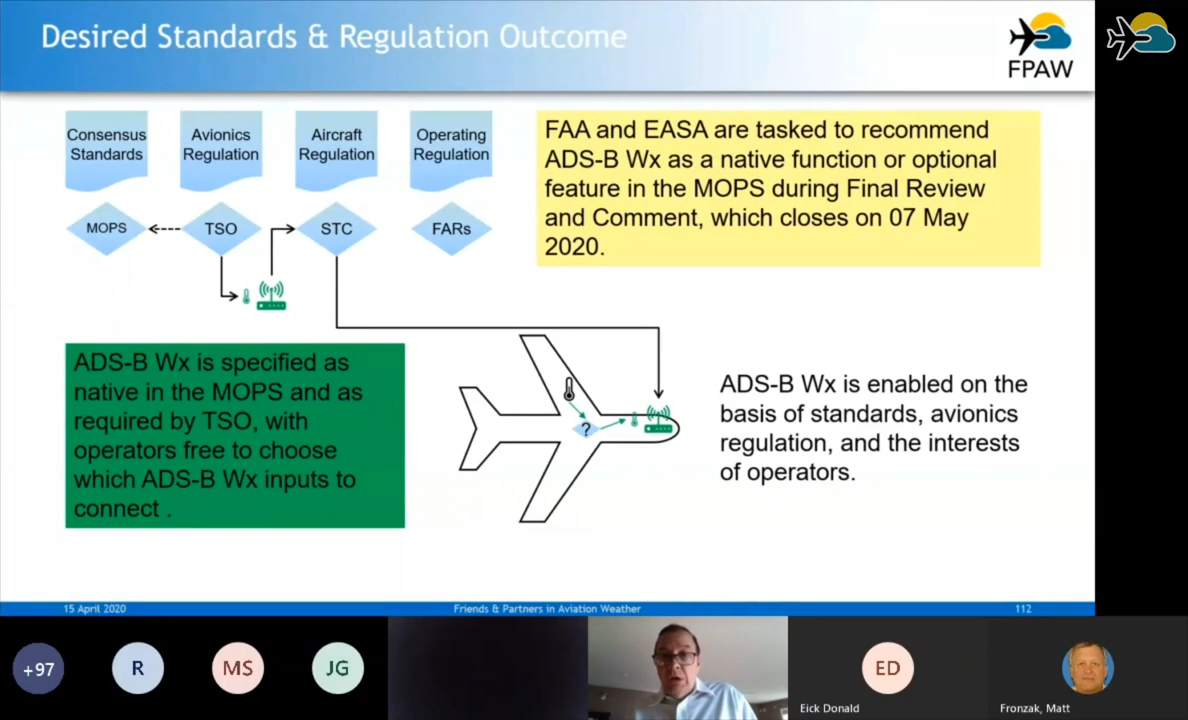 Desired Standards & Regulation Outcome
FPAW
Consensus
Standards
Avionics
Regulation
Aircraft
Regulation
Operating
Regulation
MOPS
TSO
STC
FARs
FAA and EASA are tasked to recommend
ADS-B Wx as a native function or optional
feature in the MOPS during Final Review
and Comment, which closes on 07 May
2020.
ADS-B Wx is specified as
native in the MOPS and as
required by TSO, with
operators free to choose
which ADS-B Wx inputs to
connect .
?
ADS-B Wx is enabled on the
basis of standards, avionics
regulation, and the interests
of operators.
15 April 2020
Friends & Partners in Aviation Weather
112
+97
R
MS
JG
ED
Eick Donald
Fronzak, Matt